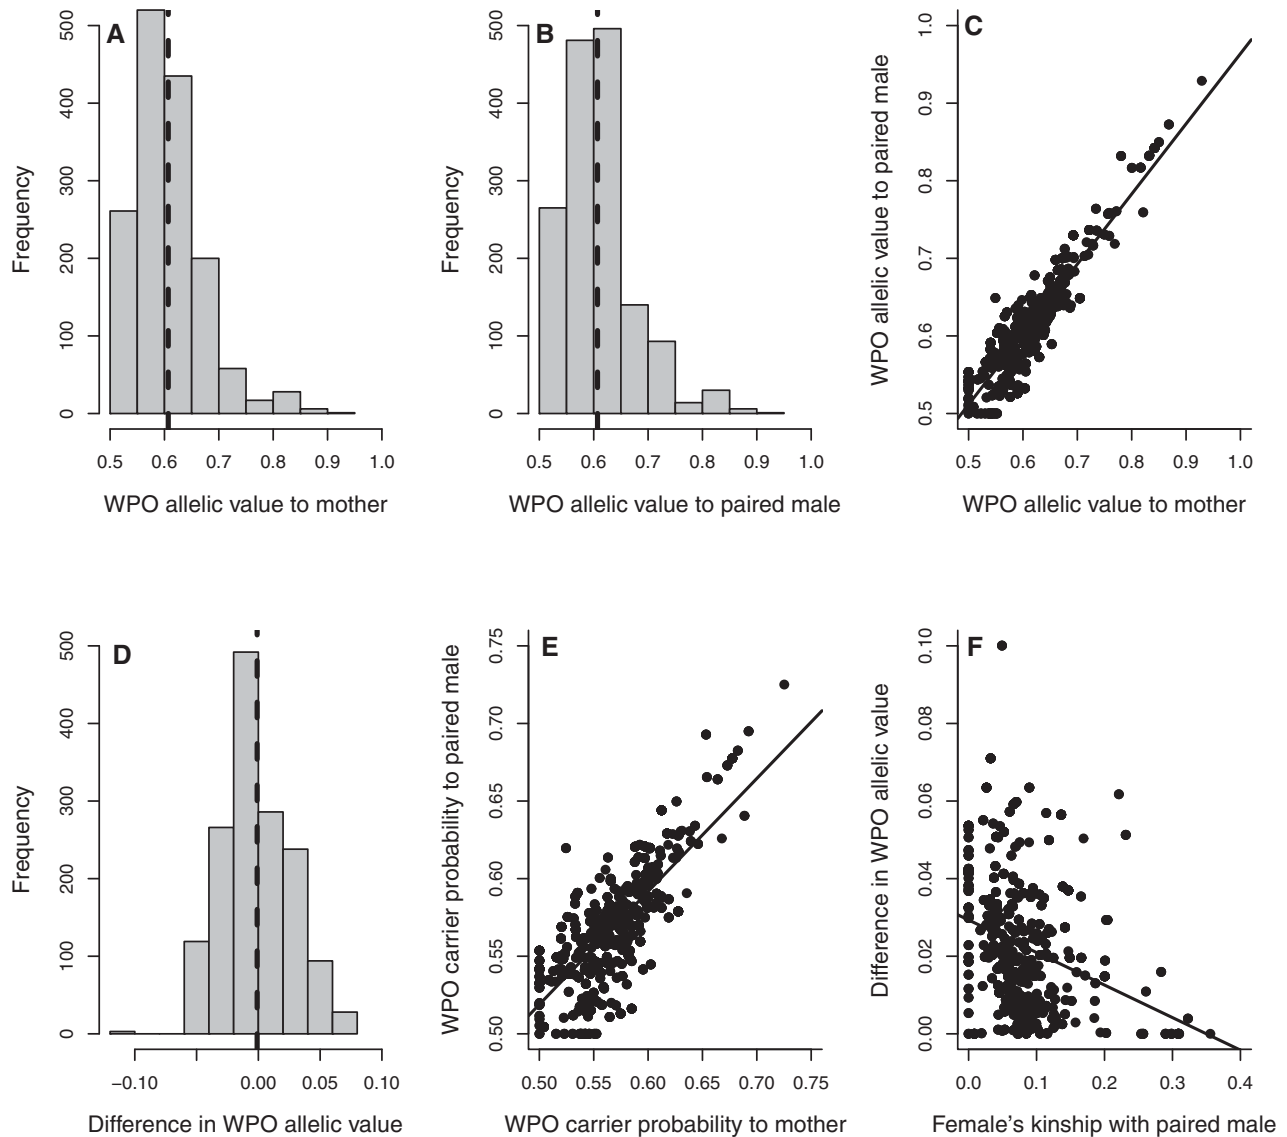 A
Frequency
0 100 200 300 400 500
0.5 0.6 0.7 0.8 0.9 1.0
WPO allelic value to mother
B
Frequency
0 100 200 300 400 500
0.5 0.6 0.7 0.8 0.9 1.0
WPO allelic value to paired male
C
WPO allelic value to paired male
0.5 0.6 0.7 0.8 0.9 1.0
0.5 0.6 0.7 0.8 0.9 1.0
WPO allelic value to mother
D
Frequency
0 100 200 300 400 500
−0.10 0.00 0.05 0.10
Difference in WPO allelic value
E
WPO carrier probability to paired male
0.50 0.55 0.60 0.65 0.70 0.75
0.50 0.55 0.60 0.65 0.70 0.75
WPO carrier probability to mother
F
Difference in WPO allelic value
0.00 0.02 0.04 0.06 0.08 0.10
0.0 0.1 0.2 0.3 0.4
Female's kinship with paired male